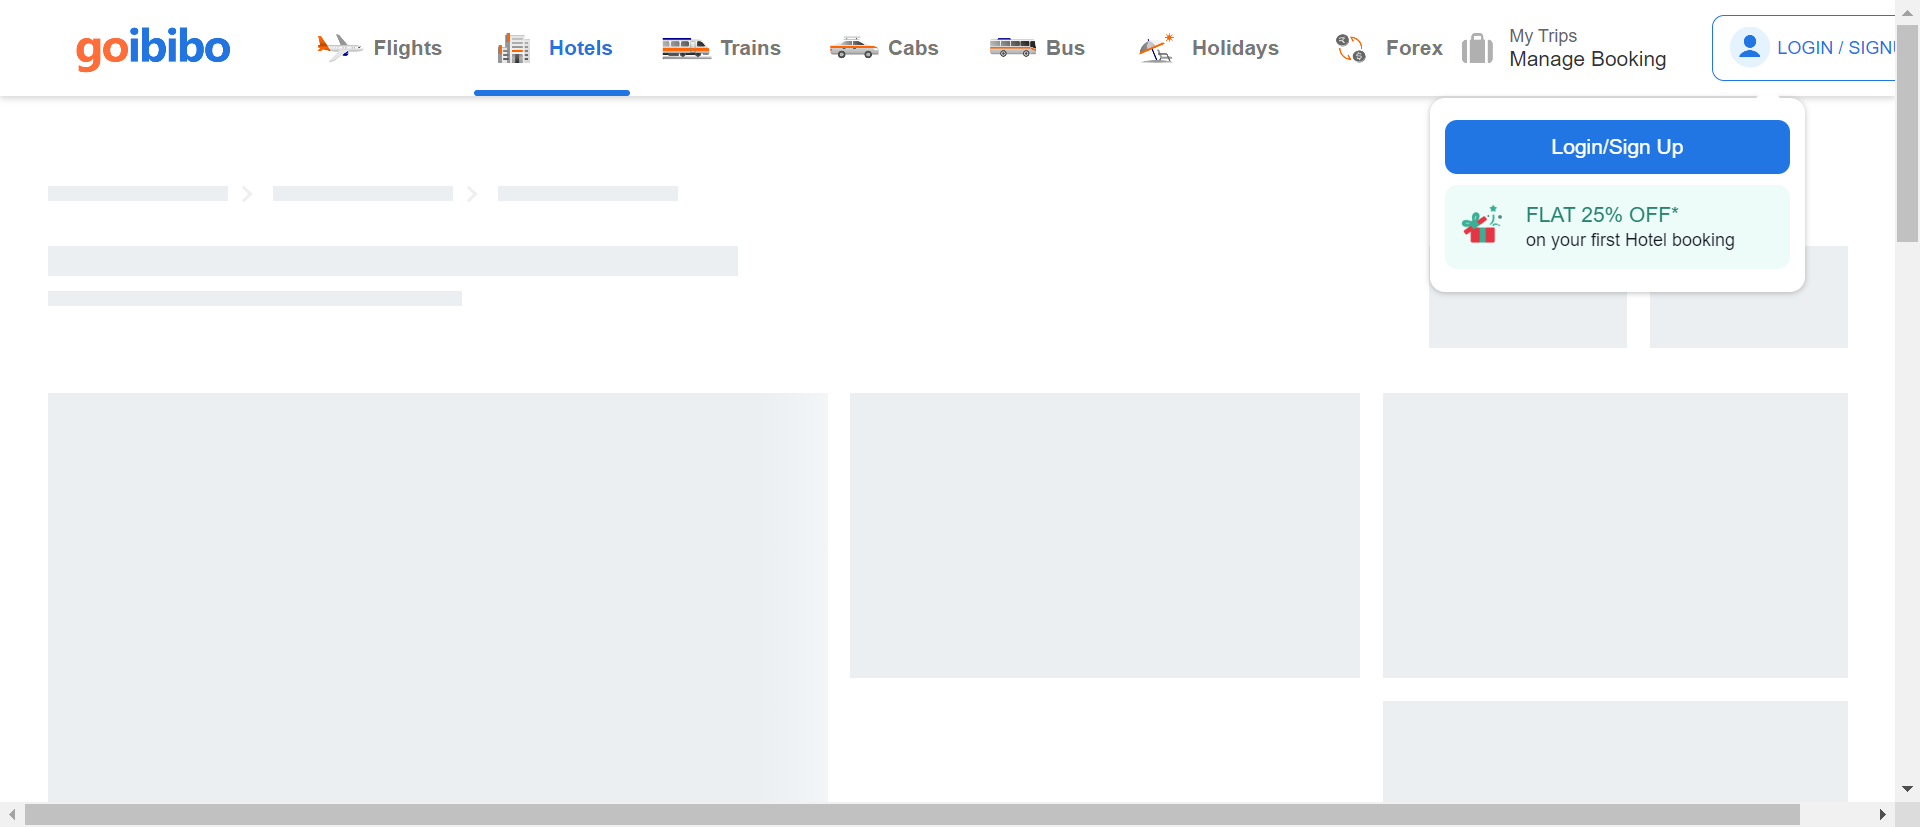 goibibo
Flights
Hotels
Trains
Cabs
Bus
Holidays
Forex
My Trips
Manage Booking
LOGIN / SIGN
Login/Sign Up
FLAT 25% OFF*
on your first Hotel booking